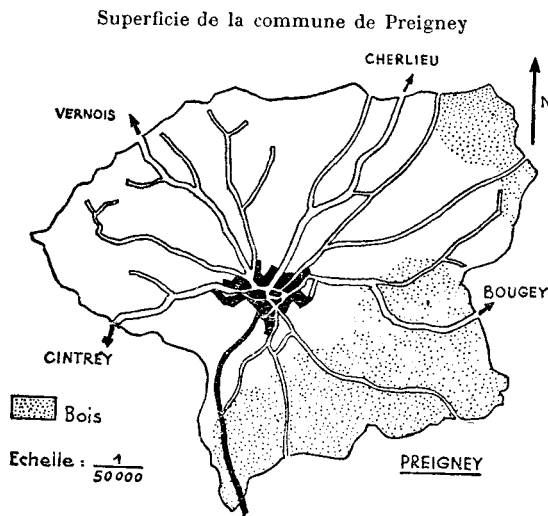 Superficie de la commune de Preigney
CHERLIEU
N
VERNOIS
BOUGEY
CINTREY
Bois
Echelle : 1/50000
PREIGNEY